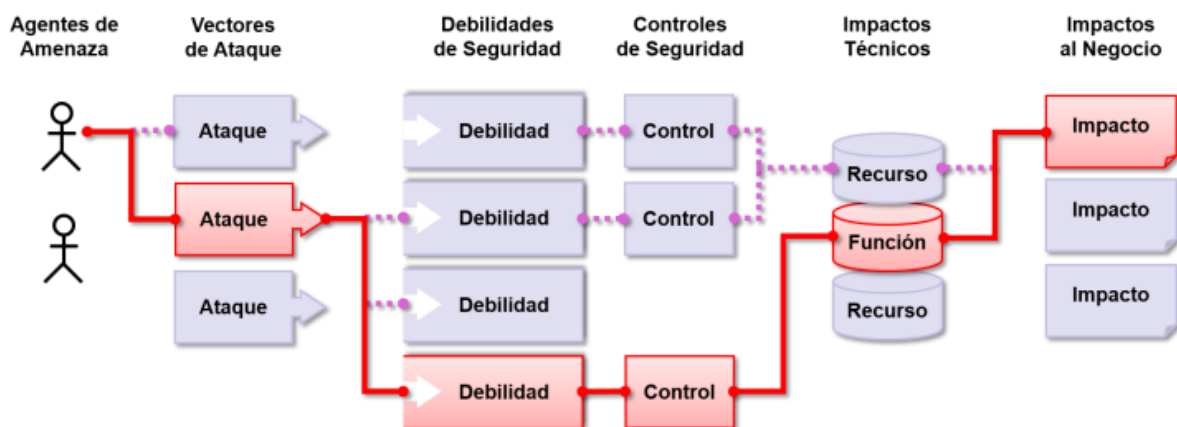 Agentes de
Amenaza
Vectores
de Ataque
Debilidades
de Seguridad
Controles
de Seguridad
Impactos
Técnicos
Impactos
al Negocio
Ataque
Debilidad
Control
Recurso
Impacto
Ataque
Debilidad
Control
Función
Impacto
Ataque
Debilidad
Recurso
Impacto
Debilidad
Control